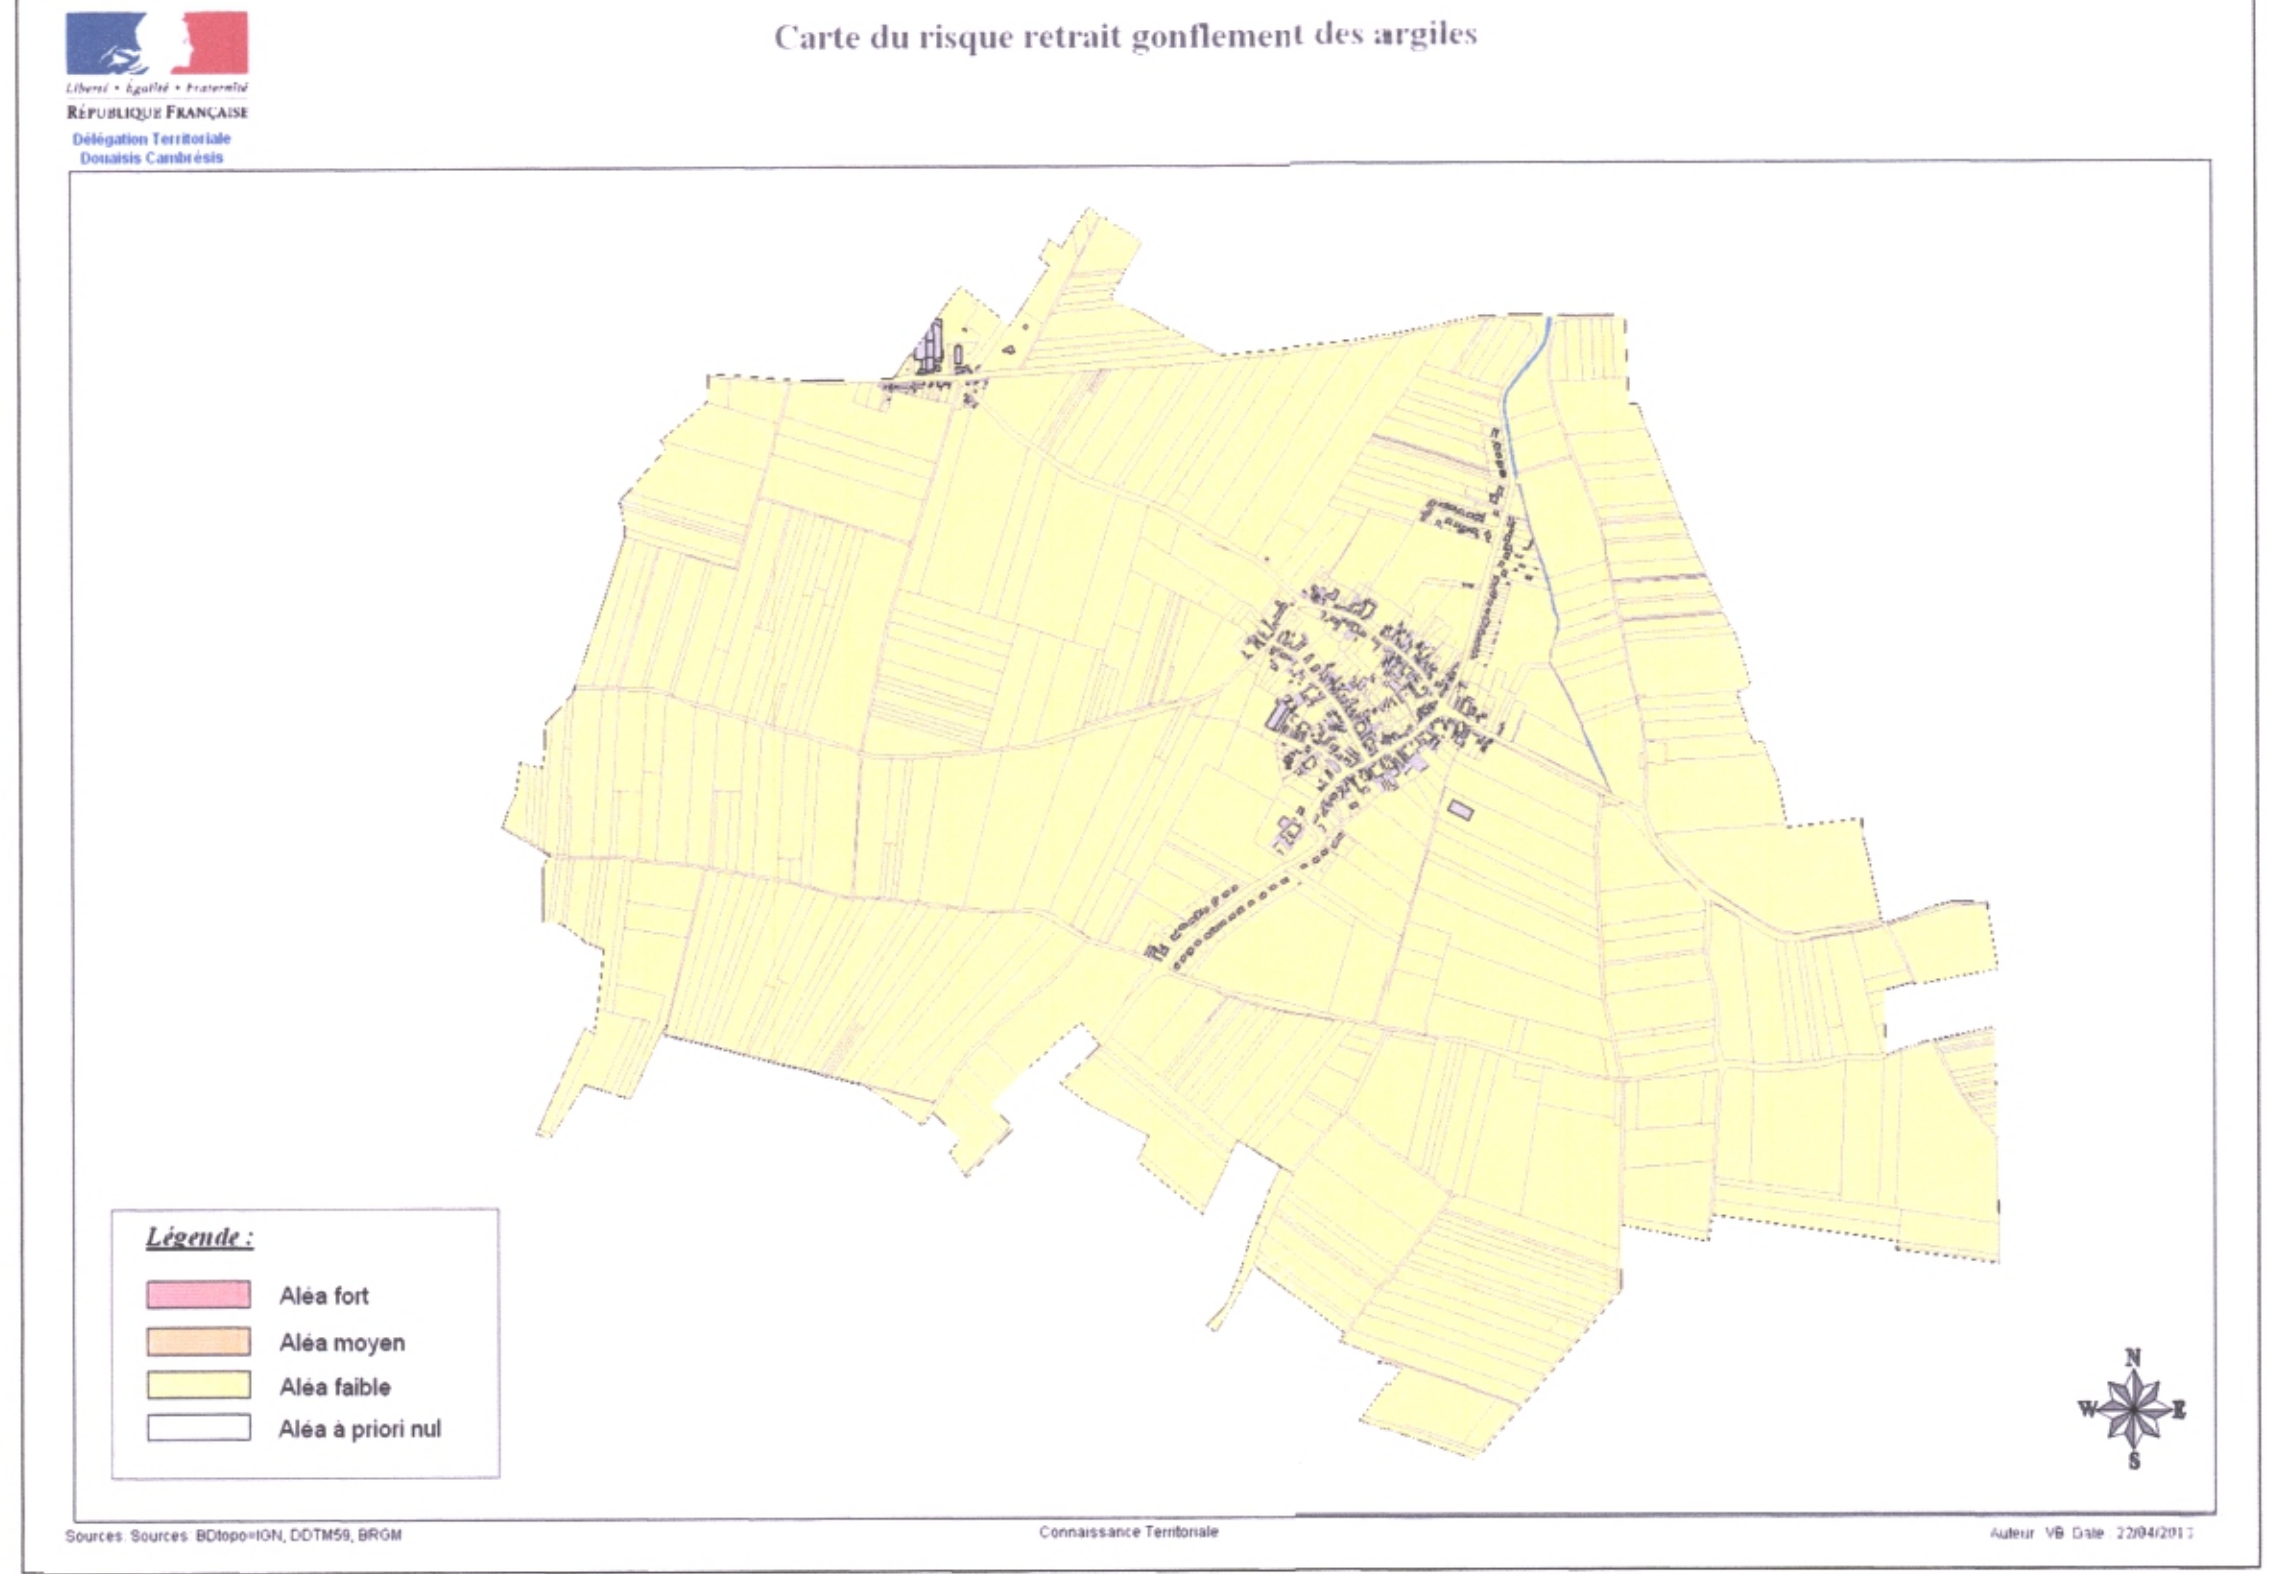 Carte du risque retrait gonflement des argiles
Liberté • Égalité • Fraternité
RÉPUBLIQUE FRANÇAISE
Délégation Territoriale
Douaisis Cambrésis
Légende :
Aléa fort
Aléa moyen
Aléa faible
Aléa à priori nul
N
W E
S
Sources: Sources: BDtopo=IGN, DDTM59, BRGM
Connaissance Territoriale
Auteur VB Date